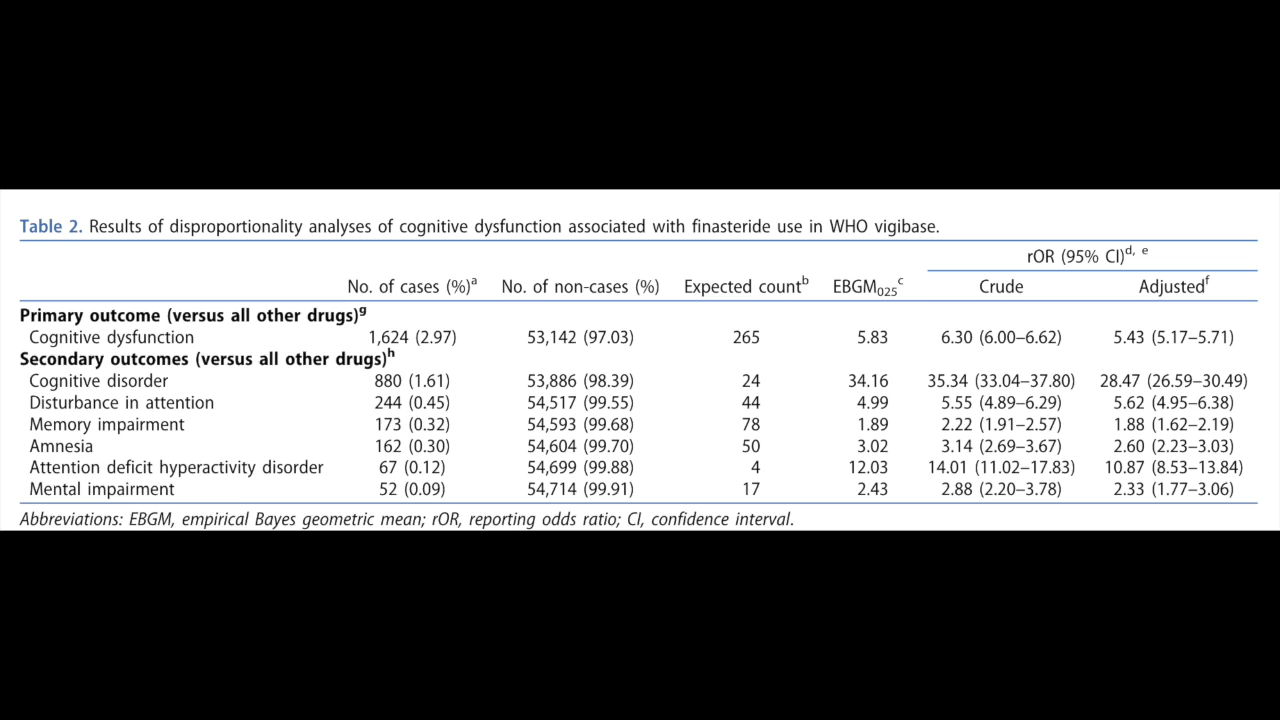 Table 2. Results of disproportionality analyses of cognitive dysfunction associated with finasteride use in WHO vigibase.
rOR (95% CI)d, e
No. of cases (%)a No. of non-cases (%) Expected countb EBGM025c Crude Adjustedf
Primary outcome (versus all other drugs)g
Cognitive dysfunction 1,624 (2.97) 53,142 (97.03) 265 5.83 6.30 (6.00–6.62) 5.43 (5.17–5.71)
Secondary outcomes (versus all other drugs)h
Cognitive disorder 880 (1.61) 53,886 (98.39) 24 34.16 35.34 (33.04–37.80) 28.47 (26.59–30.49)
Disturbance in attention 244 (0.45) 54,517 (99.55) 44 4.99 5.55 (4.89–6.29) 5.62 (4.95–6.38)
Memory impairment 173 (0.32) 54,593 (99.68) 78 1.89 2.22 (1.91–2.57) 1.88 (1.62–2.19)
Amnesia 162 (0.30) 54,604 (99.70) 50 3.02 3.14 (2.69–3.67) 2.60 (2.23–3.03)
Attention deficit hyperactivity disorder 67 (0.12) 54,699 (99.88) 4 12.03 14.01 (11.02–17.83) 10.87 (8.53–13.84)
Mental impairment 52 (0.09) 54,714 (99.91) 17 2.43 2.88 (2.20–3.78) 2.33 (1.77–3.06)
Abbreviations: EBGM, empirical Bayes geometric mean; rOR, reporting odds ratio; CI, confidence interval.